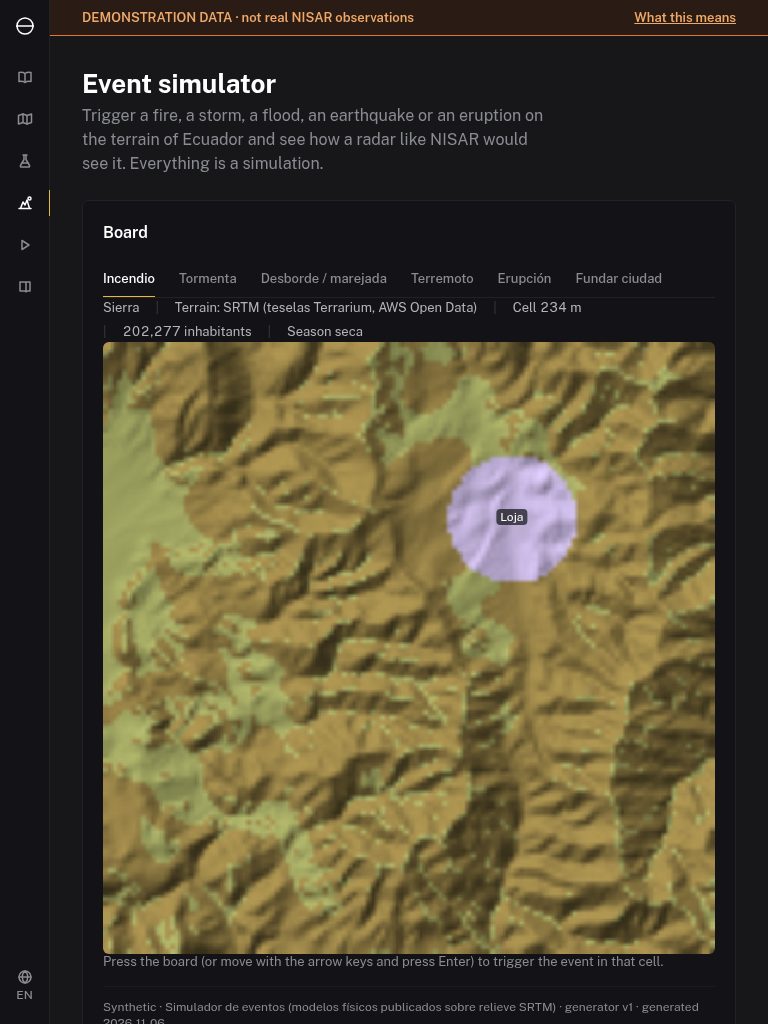 DEMONSTRATION DATA · not real NISAR observations
What this means
Event simulator
Trigger a fire, a storm, a flood, an earthquake or an eruption on
the terrain of Ecuador and see how a radar like NISAR would
see it. Everything is a simulation.
Board
Incendio Tormenta Desborde / marejada Terremoto Erupción Fundar ciudad
Sierra | Terrain: SRTM (teselas Terrarium, AWS Open Data) | Cell 234 m
| 202,277 inhabitants | Season seca
Loja
Press the board (or move with the arrow keys and press Enter) to trigger the event in that cell.
Synthetic · Simulador de eventos (modelos físicos publicados sobre relieve SRTM) · generator v1 · generated
2026-11-06
EN